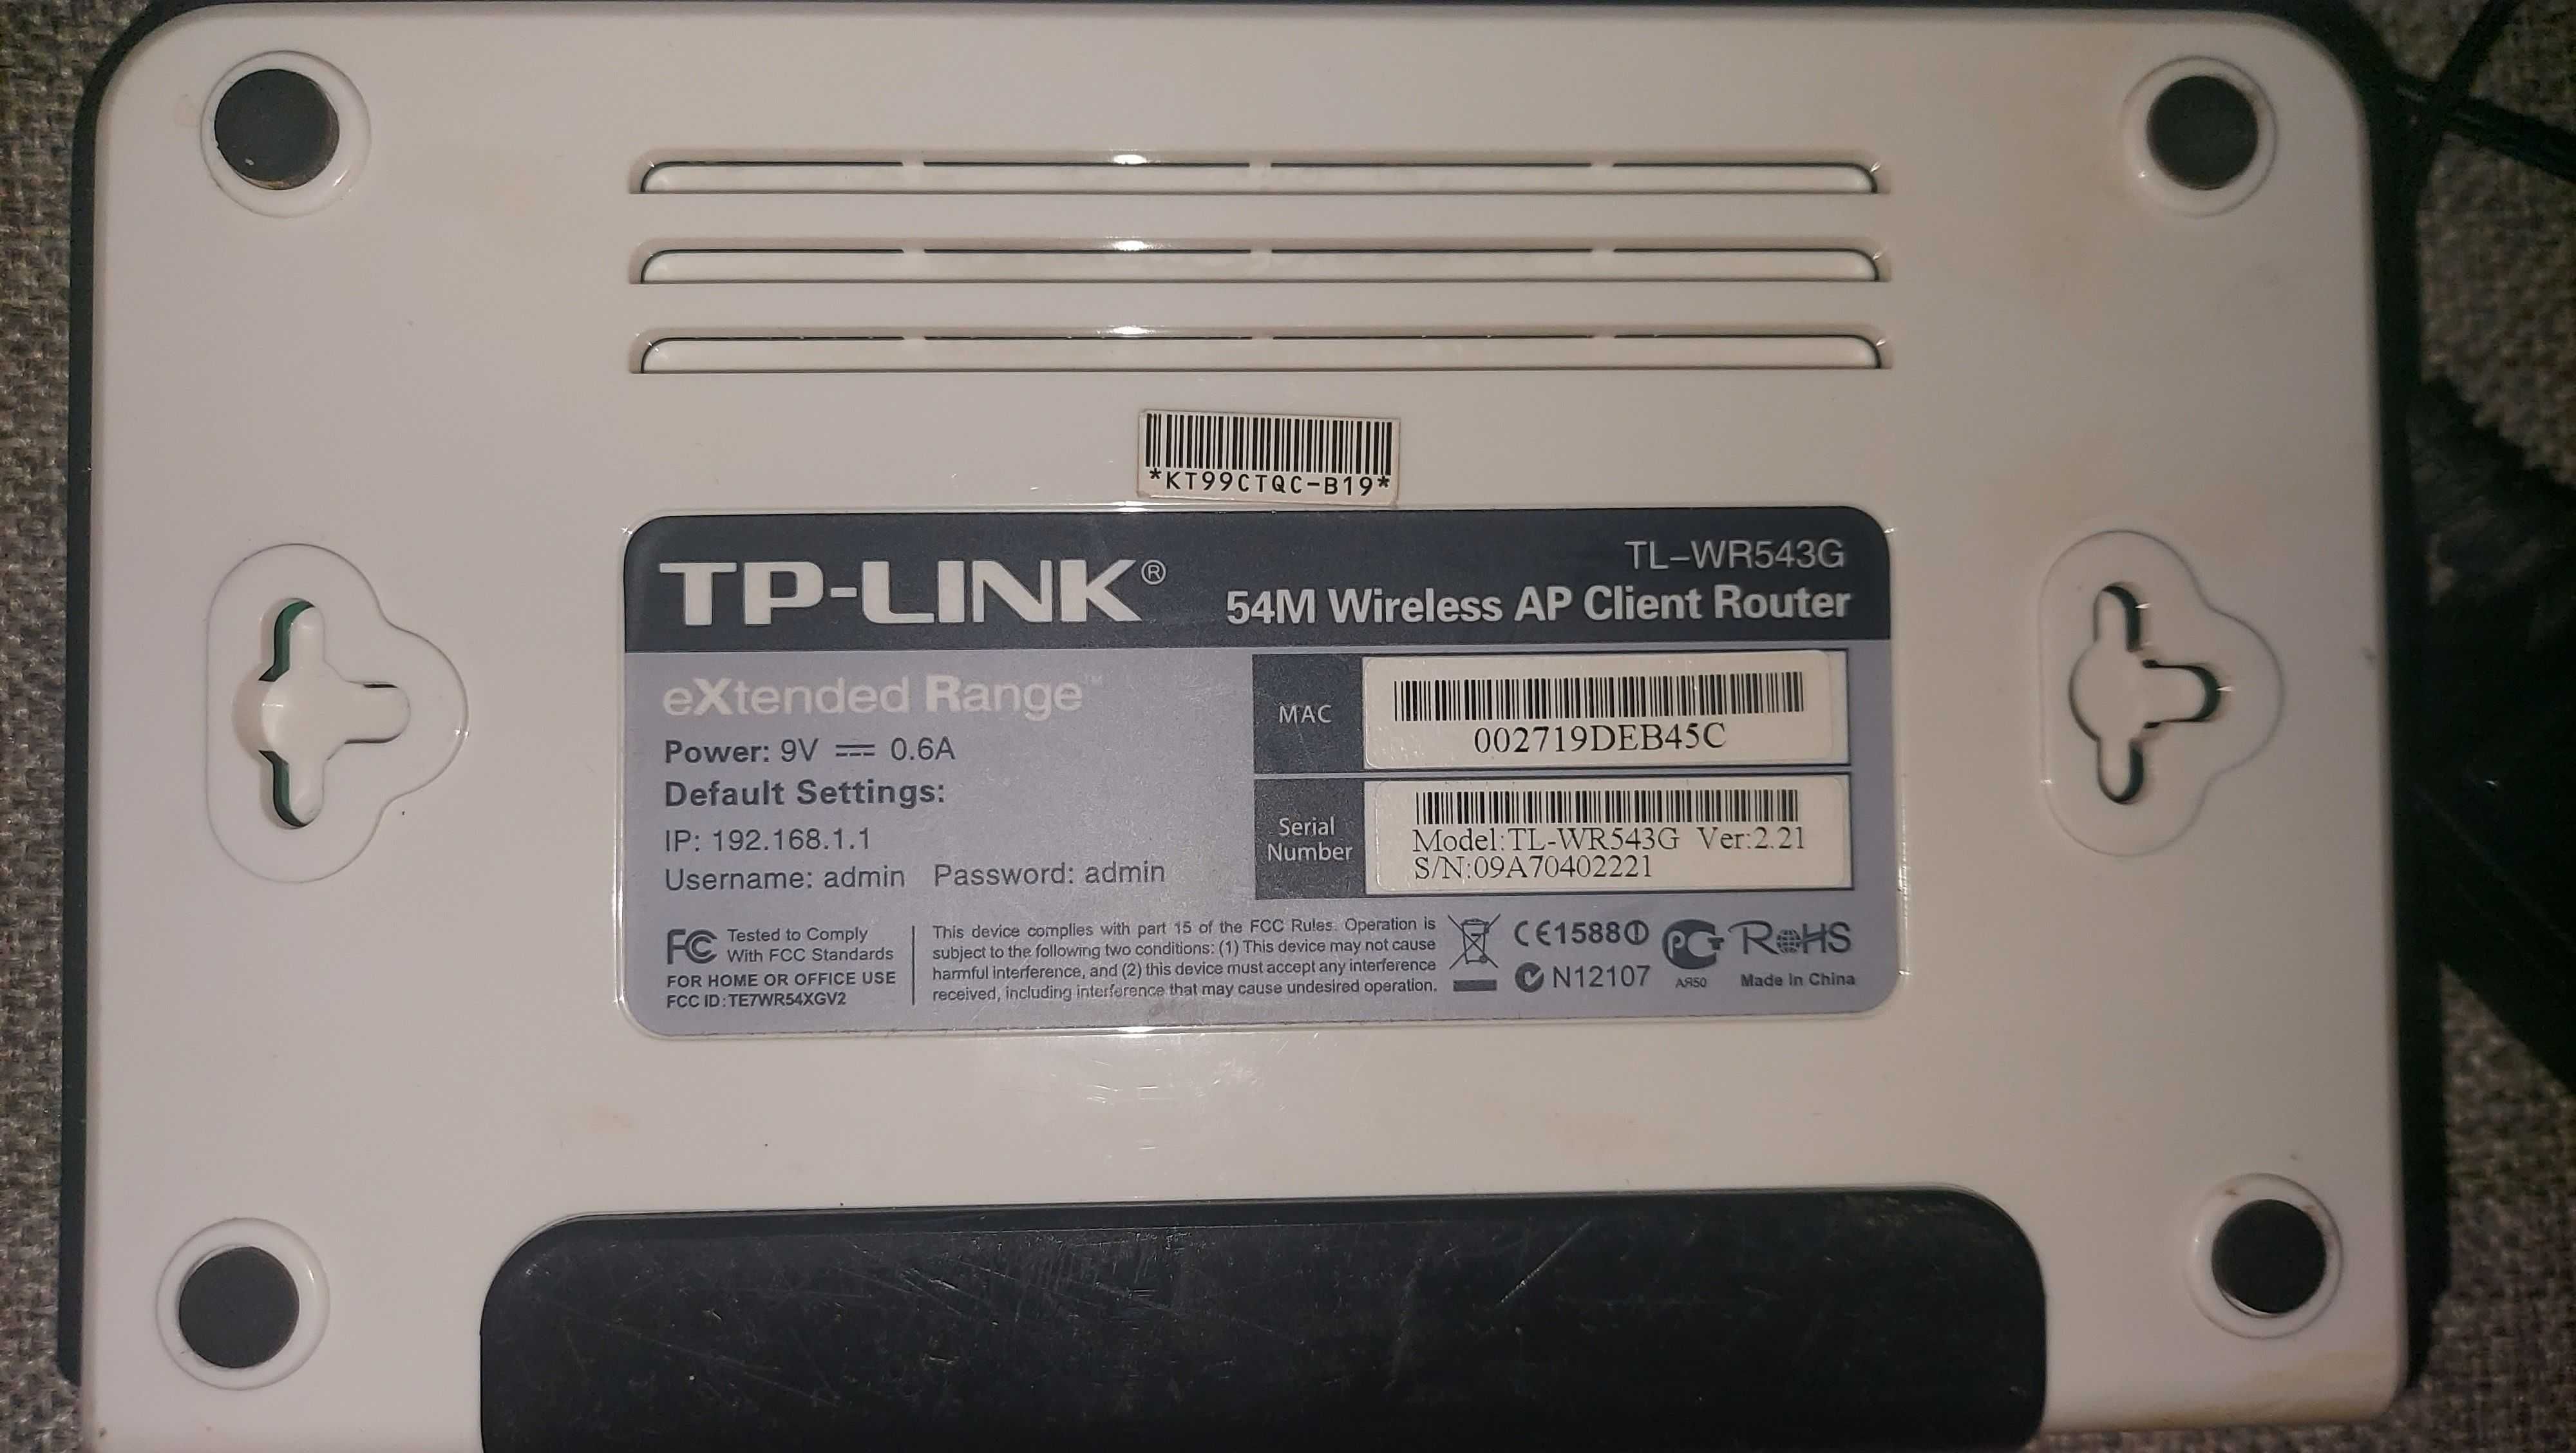 *KT99CTQC-B19*
TP-LINK®
TL-WR543G
54M Wireless AP Client Router
eXtended Range™
Power: 9V ⎓ 0.6A
Default Settings:
IP: 192.168.1.1
Username: admin Password: admin
MAC
002719DEB45C
Serial
Number
Model:TL-WR543G Ver:2.21
S/N:09A70402221
FC
Tested to Comply
With FCC Standards
FOR HOME OR OFFICE USE
FCC ID: TE7WR54XGV2
This device complies with part 15 of the FCC Rules. Operation is
subject to the following two conditions: (1) This device may not cause
harmful interference, and (2) this device must accept any interference
received, including interference that may cause undesired operation.
CE1588
N12107
РСТ
АЯ50
RoHS
Made in China